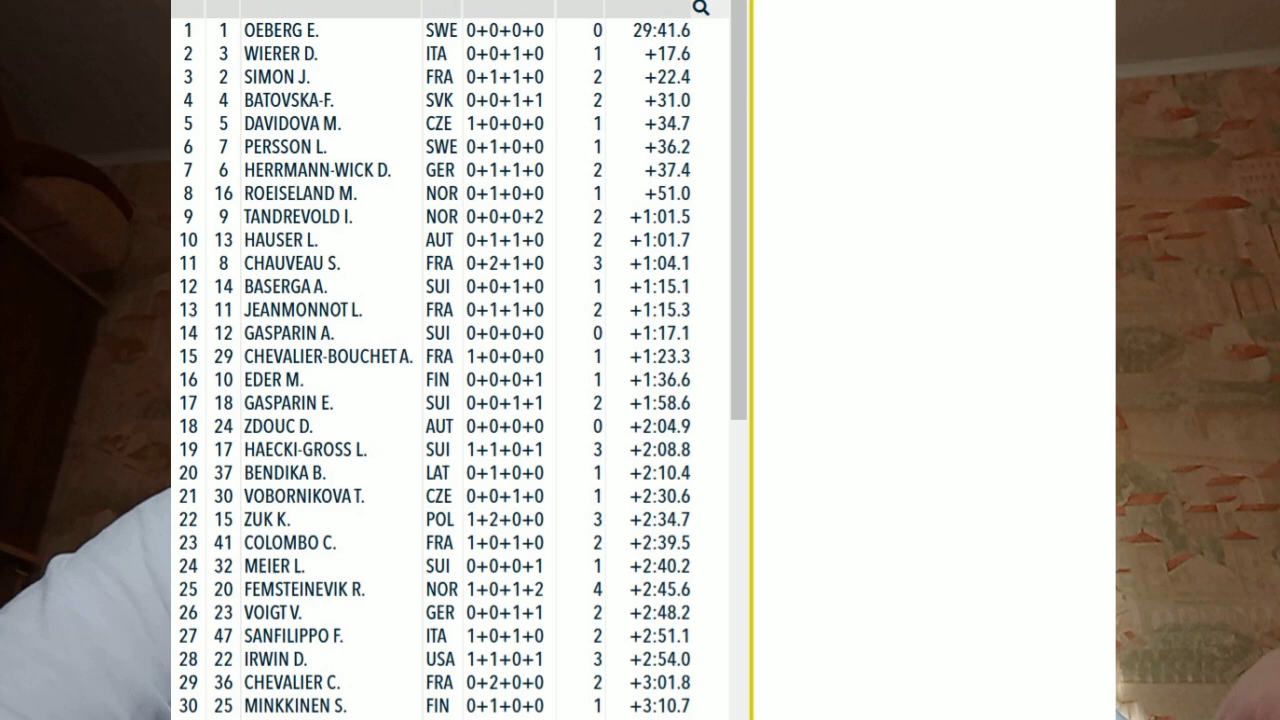 1 1 OEBERG E. SWE 0+0+0+0 0 29:41.6
2 3 WIERER D. ITA 0+0+1+0 1 +17.6
3 2 SIMON J. FRA 0+1+1+0 2 +22.4
4 4 BATOVSKA-F. SVK 0+0+1+1 2 +31.0
5 5 DAVIDOVA M. CZE 1+0+0+0 1 +34.7
6 7 PERSSON L. SWE 0+1+0+0 1 +36.2
7 6 HERRMANN-WICK D. GER 0+1+1+0 2 +37.4
8 16 ROEISELAND M. NOR 0+1+0+0 1 +51.0
9 9 TANDREVOLD I. NOR 0+0+0+2 2 +1:01.5
10 13 HAUSER L. AUT 0+1+1+0 2 +1:01.7
11 8 CHAUVEAU S. FRA 0+2+1+0 3 +1:04.1
12 14 BASERGA A. SUI 0+0+1+0 1 +1:15.1
13 11 JEANMONNOT L. FRA 0+1+1+0 2 +1:15.3
14 12 GASPARIN A. SUI 0+0+0+0 0 +1:17.1
15 29 CHEVALIER-BOUCHET A. FRA 1+0+0+0 1 +1:23.3
16 10 EDER M. FIN 0+0+0+1 1 +1:36.6
17 18 GASPARIN E. SUI 0+0+1+1 2 +1:58.6
18 24 ZDOUC D. AUT 0+0+0+0 0 +2:04.9
19 17 HAECKI-GROSS L. SUI 1+1+0+1 3 +2:08.8
20 37 BENDIKA B. LAT 0+1+0+0 1 +2:10.4
21 30 VOBORNIKOVA T. CZE 0+0+1+0 1 +2:30.6
22 15 ZUK K. POL 1+2+0+0 3 +2:34.7
23 41 COLOMBO C. FRA 1+0+1+0 2 +2:39.5
24 32 MEIER L. SUI 0+0+0+1 1 +2:40.2
25 20 FEMSTEINEVIK R. NOR 1+0+1+2 4 +2:45.6
26 23 VOIGT V. GER 0+0+1+1 2 +2:48.2
27 47 SANFILIPPO F. ITA 1+0+1+0 2 +2:51.1
28 22 IRWIN D. USA 1+1+0+1 3 +2:54.0
29 36 CHEVALIER C. FRA 0+2+0+0 2 +3:01.8
30 25 MINKKINEN S. FIN 0+1+0+0 1 +3:10.7